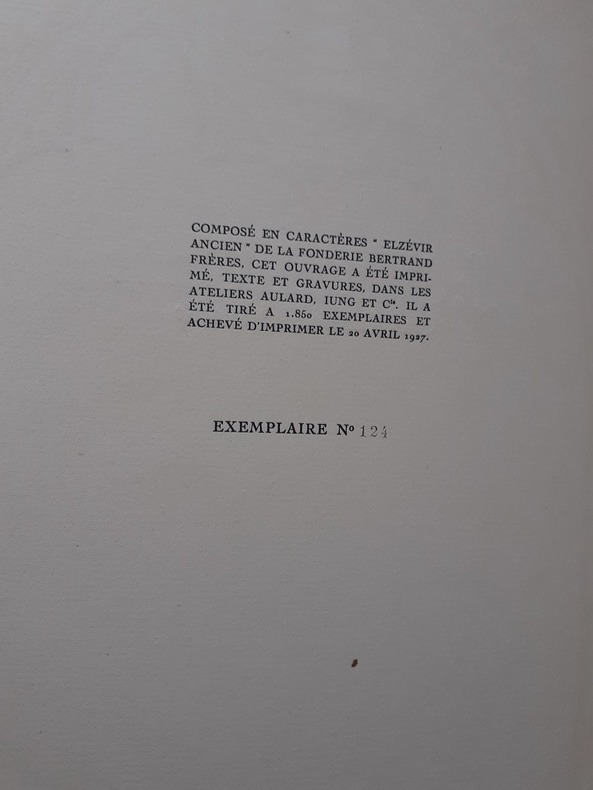 COMPOSÉ EN CARACTÈRES " ELZÉVIR
ANCIEN " DE LA FONDERIE BERTRAND
FRÈRES, CET OUVRAGE A ÉTÉ IMPRI-
MÉ, TEXTE ET GRAVURES, DANS LES
ATELIERS AULARD, IUNG ET Cie. IL A
ÉTÉ TIRÉ A 1.850 EXEMPLAIRES ET
ACHEVÉ D'IMPRIMER LE 20 AVRIL 1927.
EXEMPLAIRE Nº 124